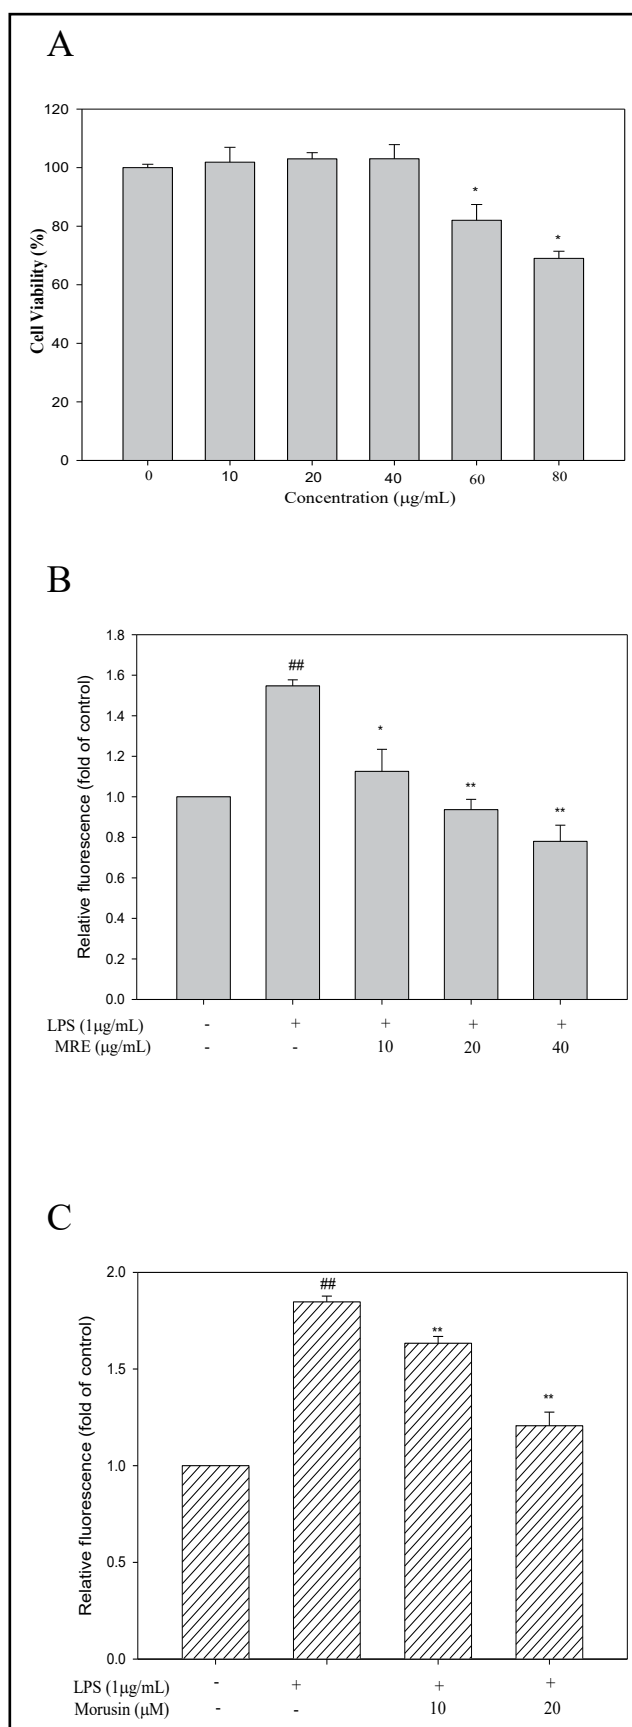 A
120
100
80
60
40
20
0
Cell Viability (%)
* *
0 10 20 40 60 80
Concentration (µg/mL)
B
1.8
1.6
1.4
1.2
1.0
0.8
0.6
0.4
0.2
0.0
Relative fluorescence (fold of control)
## * ** **
LPS (1µg/mL) - + + + +
MRE (µg/mL) - - 10 20 40
C
2.0
1.5
1.0
0.5
0.0
Relative fluorescence (fold of control)
## ** **
LPS (1µg/mL) - + + +
Morusin (µM) - 10 20